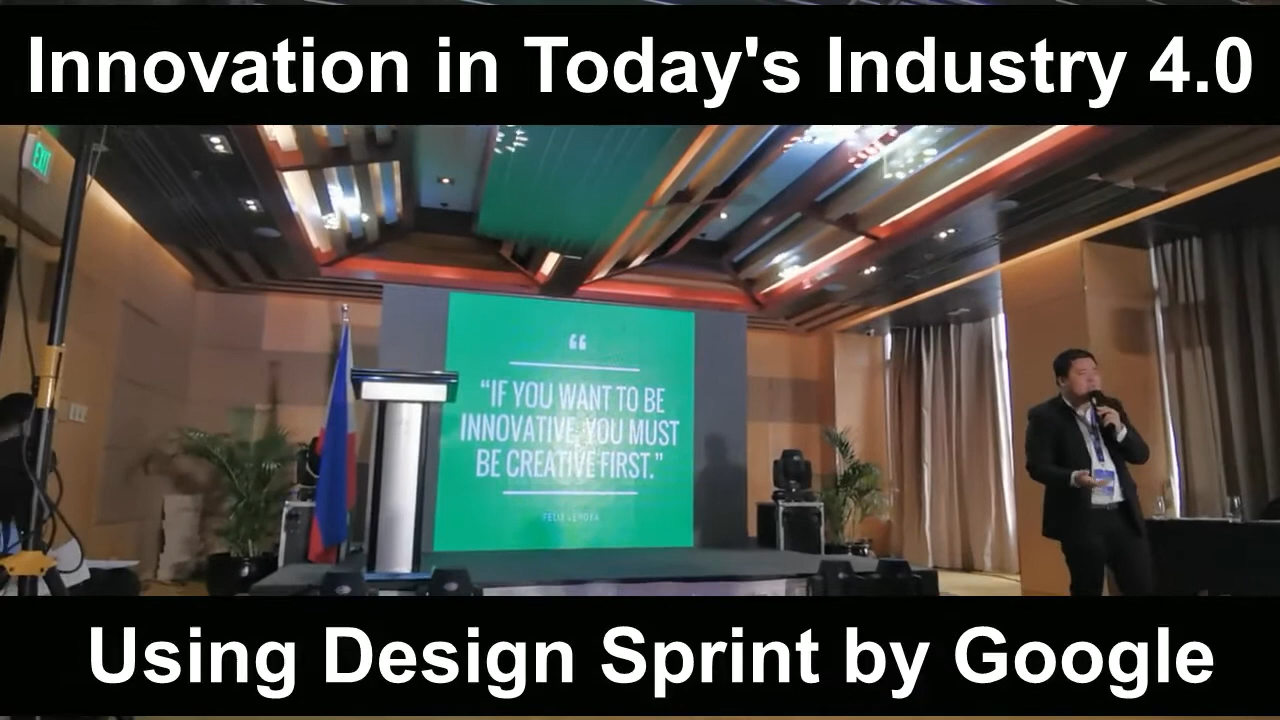 Innovation in Today's Industry 4.0
EXIT
“
“IF YOU WANT TO BE
INNOVATIVE, YOU MUST
BE CREATIVE FIRST.”
Using Design Sprint by Google